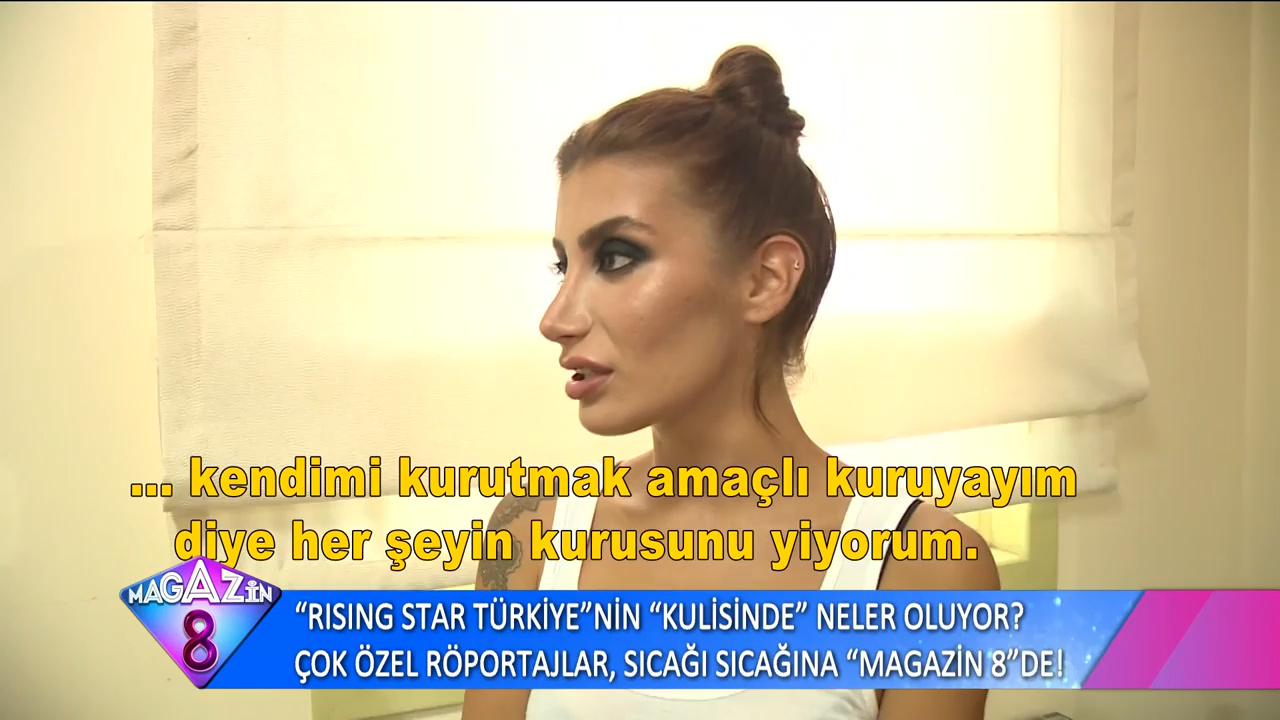 ... kendimi kurutmak amaçlı kuruyayım
diye her şeyin kurusunu yiyorum.
MAGAZİN
8
“RISING STAR TÜRKİYE”NİN “KULİSİNDE” NELER OLUYOR?
ÇOK ÖZEL RÖPORTAJLAR, SICAĞI SICAĞINA “MAGAZİN 8”DE!